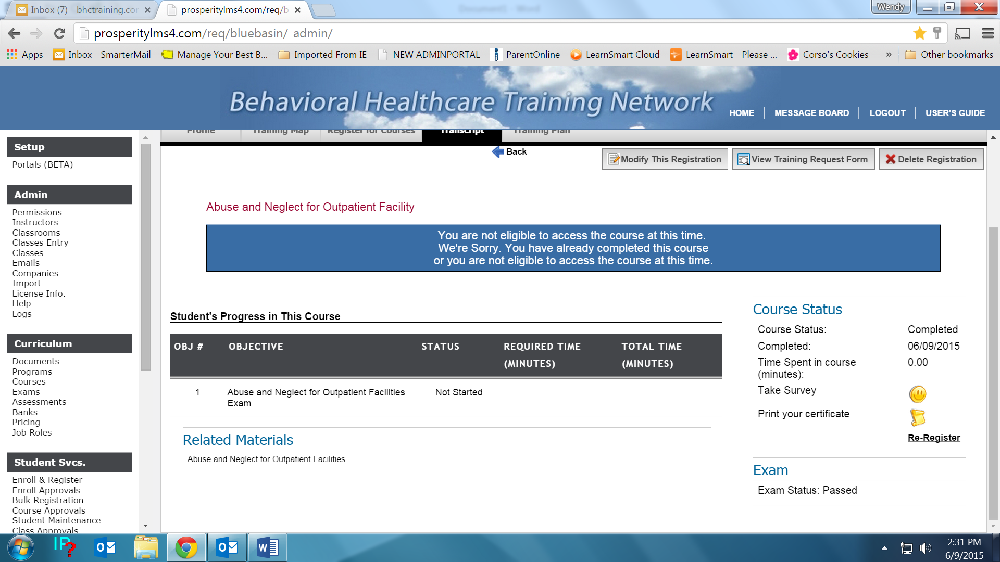 Document1 - Word
Wendy
Inbox (7) - bhctraining.cor
prosperitylms4.com/req/b
prosperitylms4.com/req/bluebasin/_admin/
Apps
Inbox - SmarterMail
Manage Your Best B...
Imported From IE
NEW ADMINPORTAL
ParentOnline
LearnSmart Cloud
LearnSmart - Please ...
Corso's Cookies
»
Other bookmarks
Behavioral Healthcare Training Network
HOME
MESSAGE BOARD
LOGOUT
USER'S GUIDE
Setup
Portals (BETA)
Admin
Permissions
Instructors
Classrooms
Classes Entry
Classes
Emails
Companies
Import
License Info.
Help
Logs
Curriculum
Documents
Programs
Courses
Exams
Assessments
Banks
Pricing
Job Roles
Student Svcs.
Enroll & Register
Enroll Approvals
Bulk Registration
Course Approvals
Student Maintenance
Class Approvals
Profile
Training Map
Register for Courses
Transcript
Training Plan
Back
Modify This Registration
View Training Request Form
Delete Registration
Abuse and Neglect for Outpatient Facility
You are not eligible to access the course at this time.
We're Sorry. You have already completed this course
or you are not eligible to access the course at this time.
Student's Progress in This Course
OBJ # OBJECTIVE STATUS REQUIRED TIME TOTAL TIME
(MINUTES) (MINUTES)
1 Abuse and Neglect for Outpatient Facilities Not Started
Exam
Related Materials
Abuse and Neglect for Outpatient Facilities
Course Status
Course Status: Completed
Completed: 06/09/2015
Time Spent in course 0.00
(minutes):
Take Survey
Print your certificate
Re-Register
Exam
Exam Status: Passed
IP?
2:31 PM
6/9/2015